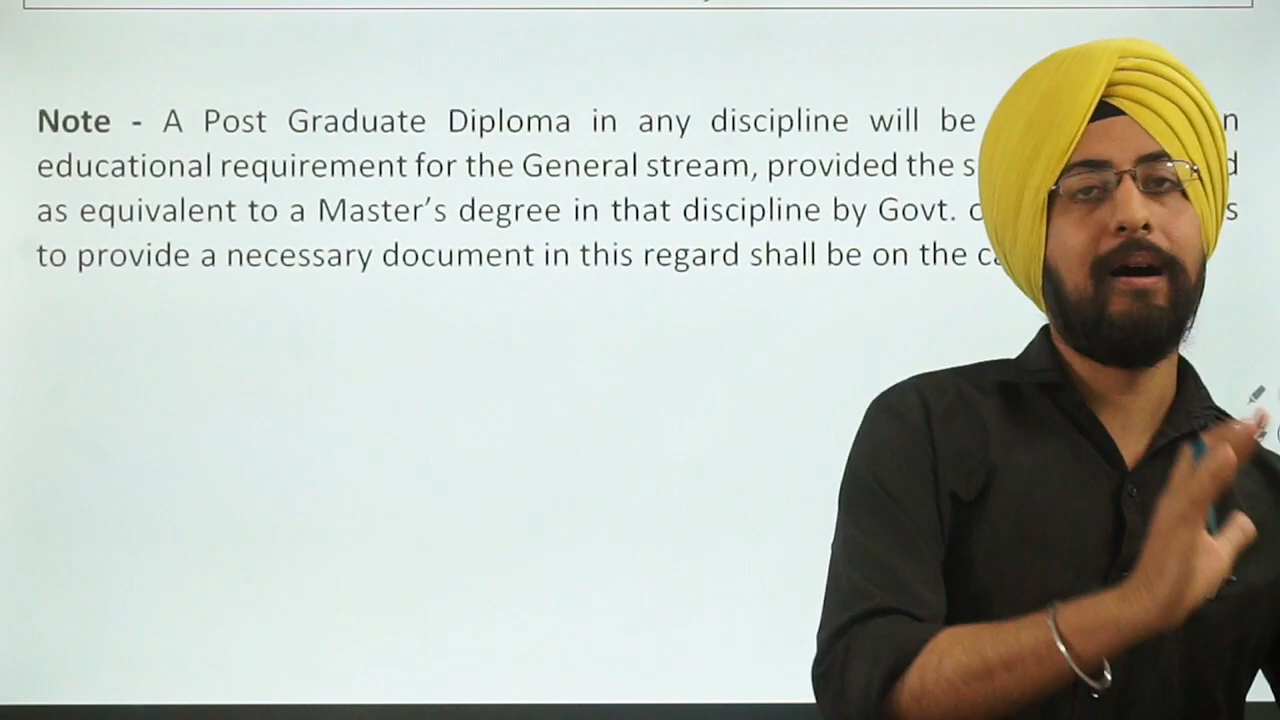 Note - A Post Graduate Diploma in any discipline will be
educational requirement for the General stream, provided the
as equivalent to a Master’s degree in that discipline by Govt.
to provide a necessary document in this regard shall be on the